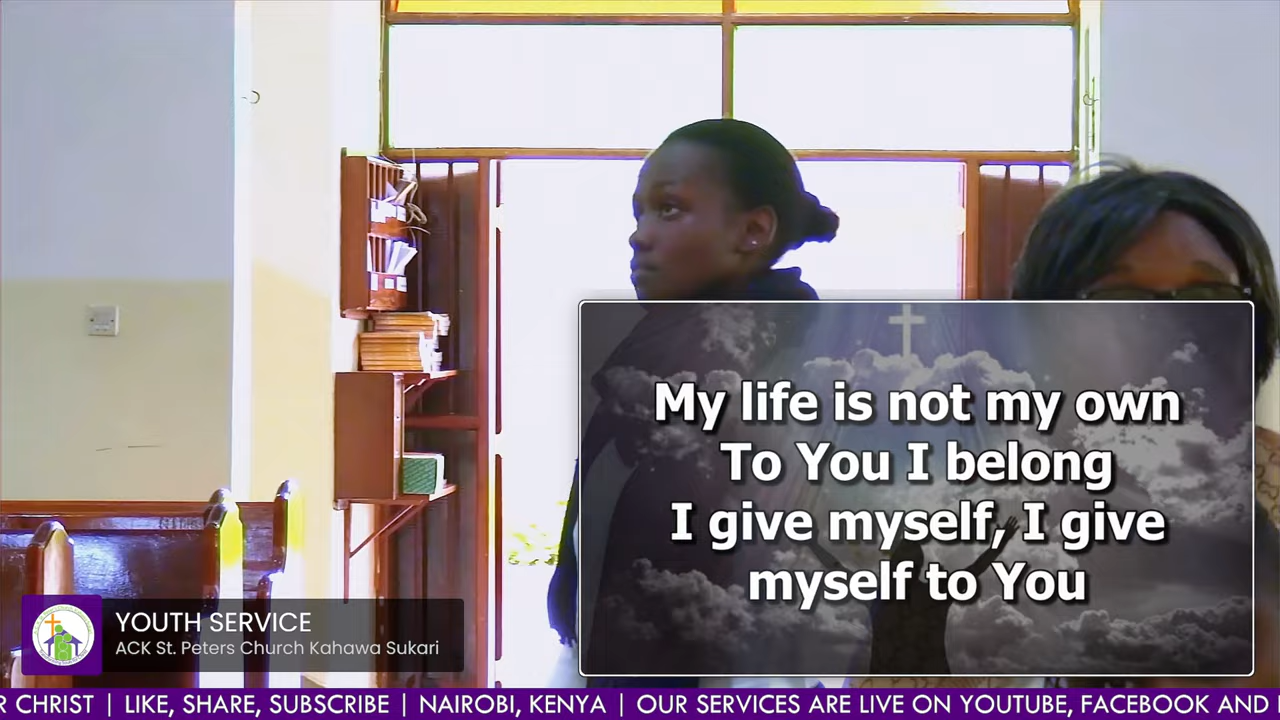 My life is not my own
To You I belong
I give myself, I give
myself to You
YOUTH SERVICE
ACK St. Peters Church Kahawa Sukari
R CHRIST | LIKE, SHARE, SUBSCRIBE | NAIROBI, KENYA | OUR SERVICES ARE LIVE ON YOUTUBE, FACEBOOK AND